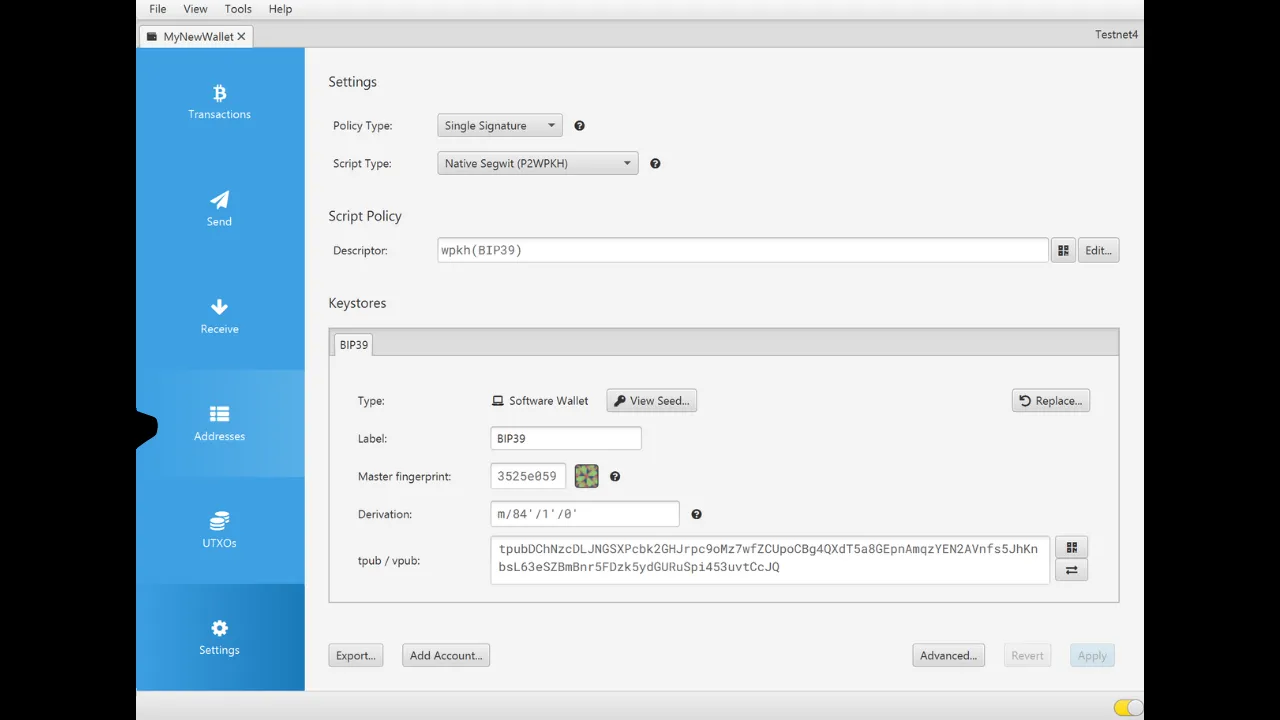 File View Tools Help
MyNewWallet
Testnet4
Transactions
Send
Receive
Addresses
UTXOs
Settings
Settings
Policy Type: Single Signature
Script Type: Native Segwit (P2WPKH)
Script Policy
Descriptor: wpkh(BIP39) Edit...
Keystores
BIP39
Type: Software Wallet View Seed... Replace...
Label: BIP39
Master fingerprint: 3525e059
Derivation: m/84'/1'/0'
tpub / vpub: tpubDChNzcDLJNGSXPcbk2GHJrpc9oMz7wfZCUpoCBg4QXdT5a8GEpnAmqzYEN2AVnfs5JhKn
bsL63eSZBmBnr5FDzk5ydGURuSpi453uvtCcJQ
Export... Add Account... Advanced... Revert Apply